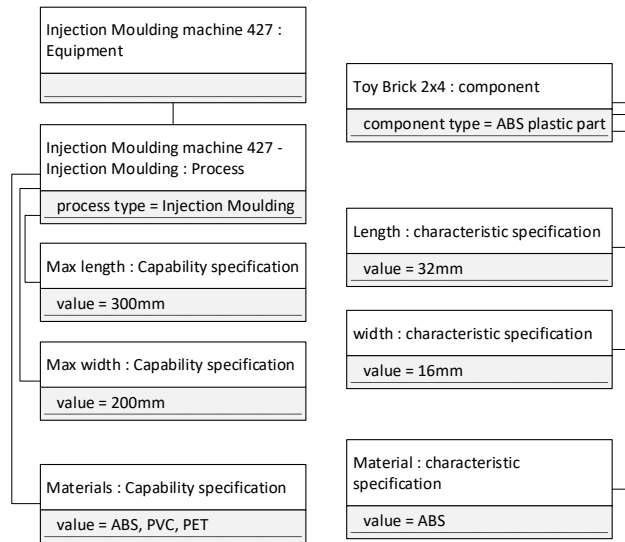 Injection Moulding machine 427 :
Equipment
Injection Moulding machine 427 -
Injection Moulding : Process
process type = Injection Moulding
Max length : Capability specification
value = 300mm
Max width : Capability specification
value = 200mm
Materials : Capability specification
value = ABS, PVC, PET
Toy Brick 2x4 : component
component type = ABS plastic part
Length : characteristic specification
value = 32mm
width : characteristic specification
value = 16mm
Material : characteristic
specification
value = ABS